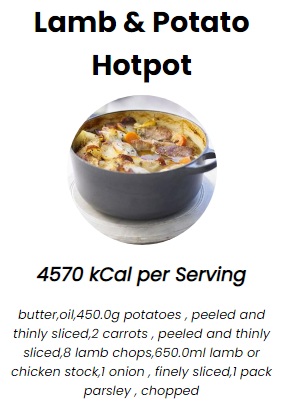 Lamb & Potato
Hotpot
4570 kCal per Serving
butter,oil,450.0g potatoes , peeled and
thinly sliced,2 carrots , peeled and thinly
sliced,8 lamb chops,650.0ml lamb or
chicken stock,1 onion , finely sliced,1 pack
parsley , chopped